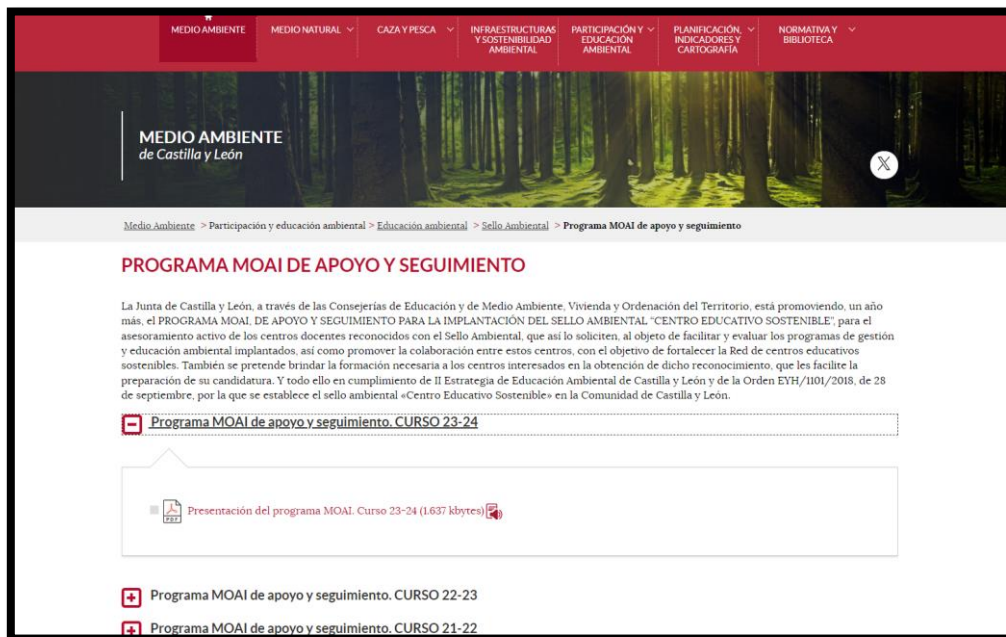 MEDIO AMBIENTE
MEDIO NATURAL
CAZA Y PESCA
INFRAESTRUCTURAS
Y SOSTENIBILIDAD
AMBIENTAL
PARTICIPACIÓN Y
EDUCACIÓN
AMBIENTAL
PLANIFICACIÓN,
INDICADORES Y
CARTOGRAFÍA
NORMATIVA Y
BIBLIOTECA
MEDIO AMBIENTE
de Castilla y León
Medio Ambiente > Participación y educación ambiental > Educación ambiental > Sello Ambiental > Programa MOAI de apoyo y seguimiento
PROGRAMA MOAI DE APOYO Y SEGUIMIENTO
La Junta de Castilla y León, a través de las Consejerías de Educación y de Medio Ambiente, Vivienda y Ordenación del Territorio, está promoviendo, un año
más, el PROGRAMA MOAI, DE APOYO Y SEGUIMIENTO PARA LA IMPLANTACIÓN DEL SELLO AMBIENTAL "CENTRO EDUCATIVO SOSTENIBLE", para el
asesoramiento activo de los centros docentes reconocidos con el Sello Ambiental, que así lo soliciten, al objeto de facilitar y evaluar los programas de gestión
y educación ambiental implantados, así como promover la colaboración entre estos centros, con el objetivo de fortalecer la Red de centros educativos
sostenibles. También se pretende brindar la formación necesaria a los centros interesados en la obtención de dicho reconocimiento, que les facilite la
preparación de su candidatura. Y todo ello en cumplimiento de II Estrategia de Educación Ambiental de Castilla y León y de la Orden EYH/1101/2018, de 28
de septiembre, por la que se establece el sello ambiental «Centro Educativo Sostenible» en la Comunidad de Castilla y León.
Programa MOAI de apoyo y seguimiento. CURSO 23-24
PDF
Presentación del programa MOAI. Curso 23-24 (1.637 kbytes)
Programa MOAI de apoyo y seguimiento. CURSO 22-23
Programa MOAI de apoyo y seguimiento. CURSO 21-22